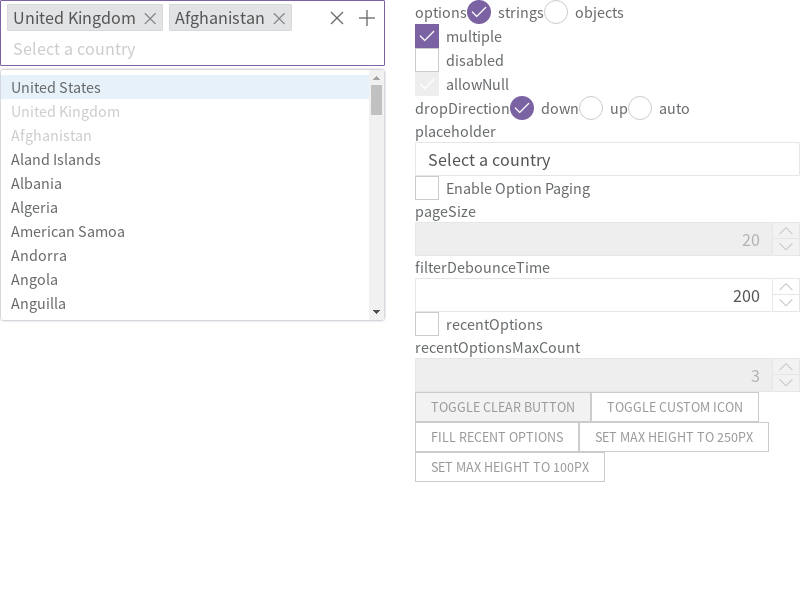 United Kingdom Afghanistan
Select a country
United States
United Kingdom
Afghanistan
Aland Islands
Albania
Algeria
American Samoa
Andorra
Angola
Anguilla
options strings objects
multiple
disabled
allowNull
dropDirection down up auto
placeholder
Select a country
Enable Option Paging
pageSize
20
filterDebounceTime
200
recentOptions
recentOptionsMaxCount
3
TOGGLE CLEAR BUTTON TOGGLE CUSTOM ICON
FILL RECENT OPTIONS SET MAX HEIGHT TO 250PX
SET MAX HEIGHT TO 100PX